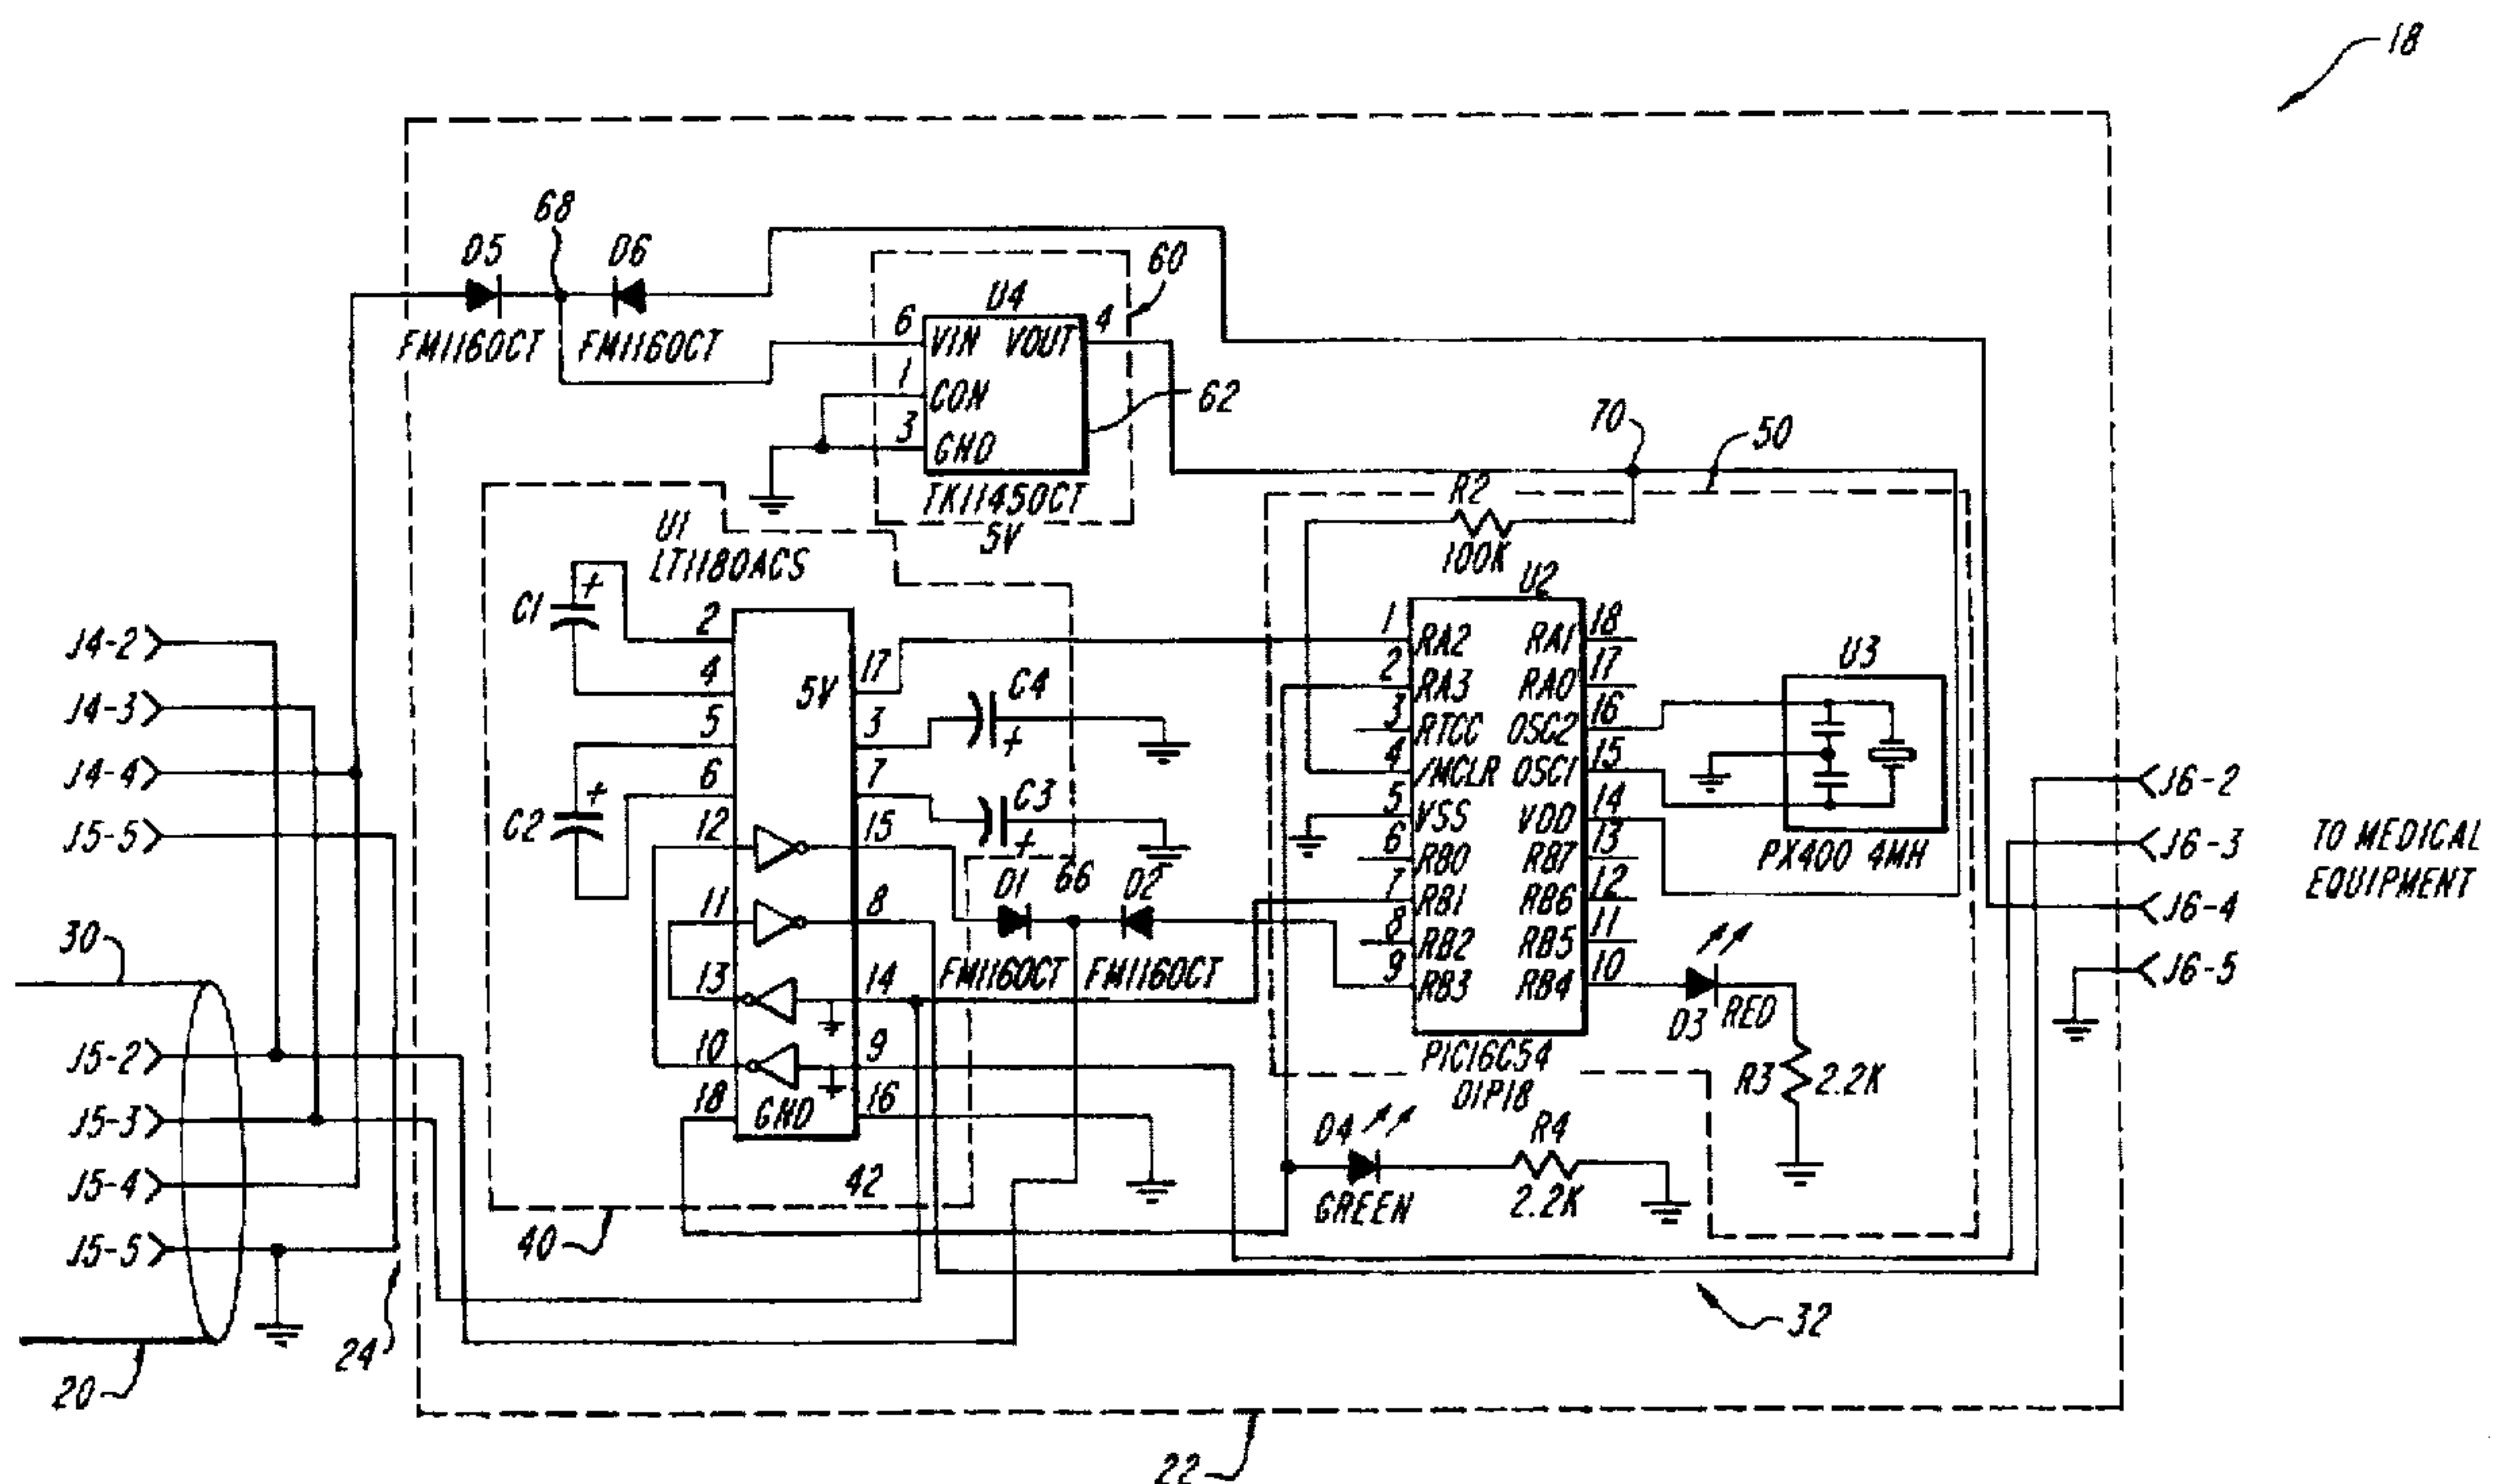 18
68
D5
D6
60
U4
FM1160CT
FM1160CT
6
VIN
VOUT
4
1
CON
3
GND
62
TK11450CT
5V
70
50
R2
100K
U1
LT1180ACS
C1
+
2
4
5V
17
5
3
C4
+
6
7
C2
+
C3
+
12
15
11
8
D1
66
D2
FM1160CT
FM1160CT
13
14
10
9
18
GND
16
42
40
U2
1
RA2
RA1
18
2
RA3
RA0
17
3
RTCC
OSC2
16
4
/MCLR
OSC1
15
5
VSS
VDD
14
6
RB0
RB7
13
7
RB1
RB6
12
8
RB2
RB5
11
9
RB3
RB4
10
PIC16C54
DIP18
U3
PX400 4MH
D3
RED
R3
2.2K
D4
GREEN
R4
2.2K
J4-2
J4-3
J4-4
J5-5
30
J5-2
J5-3
J5-4
J5-5
24
20
J6-2
J6-3
J6-4
J6-5
TO MEDICAL
EQUIPMENT
32
22